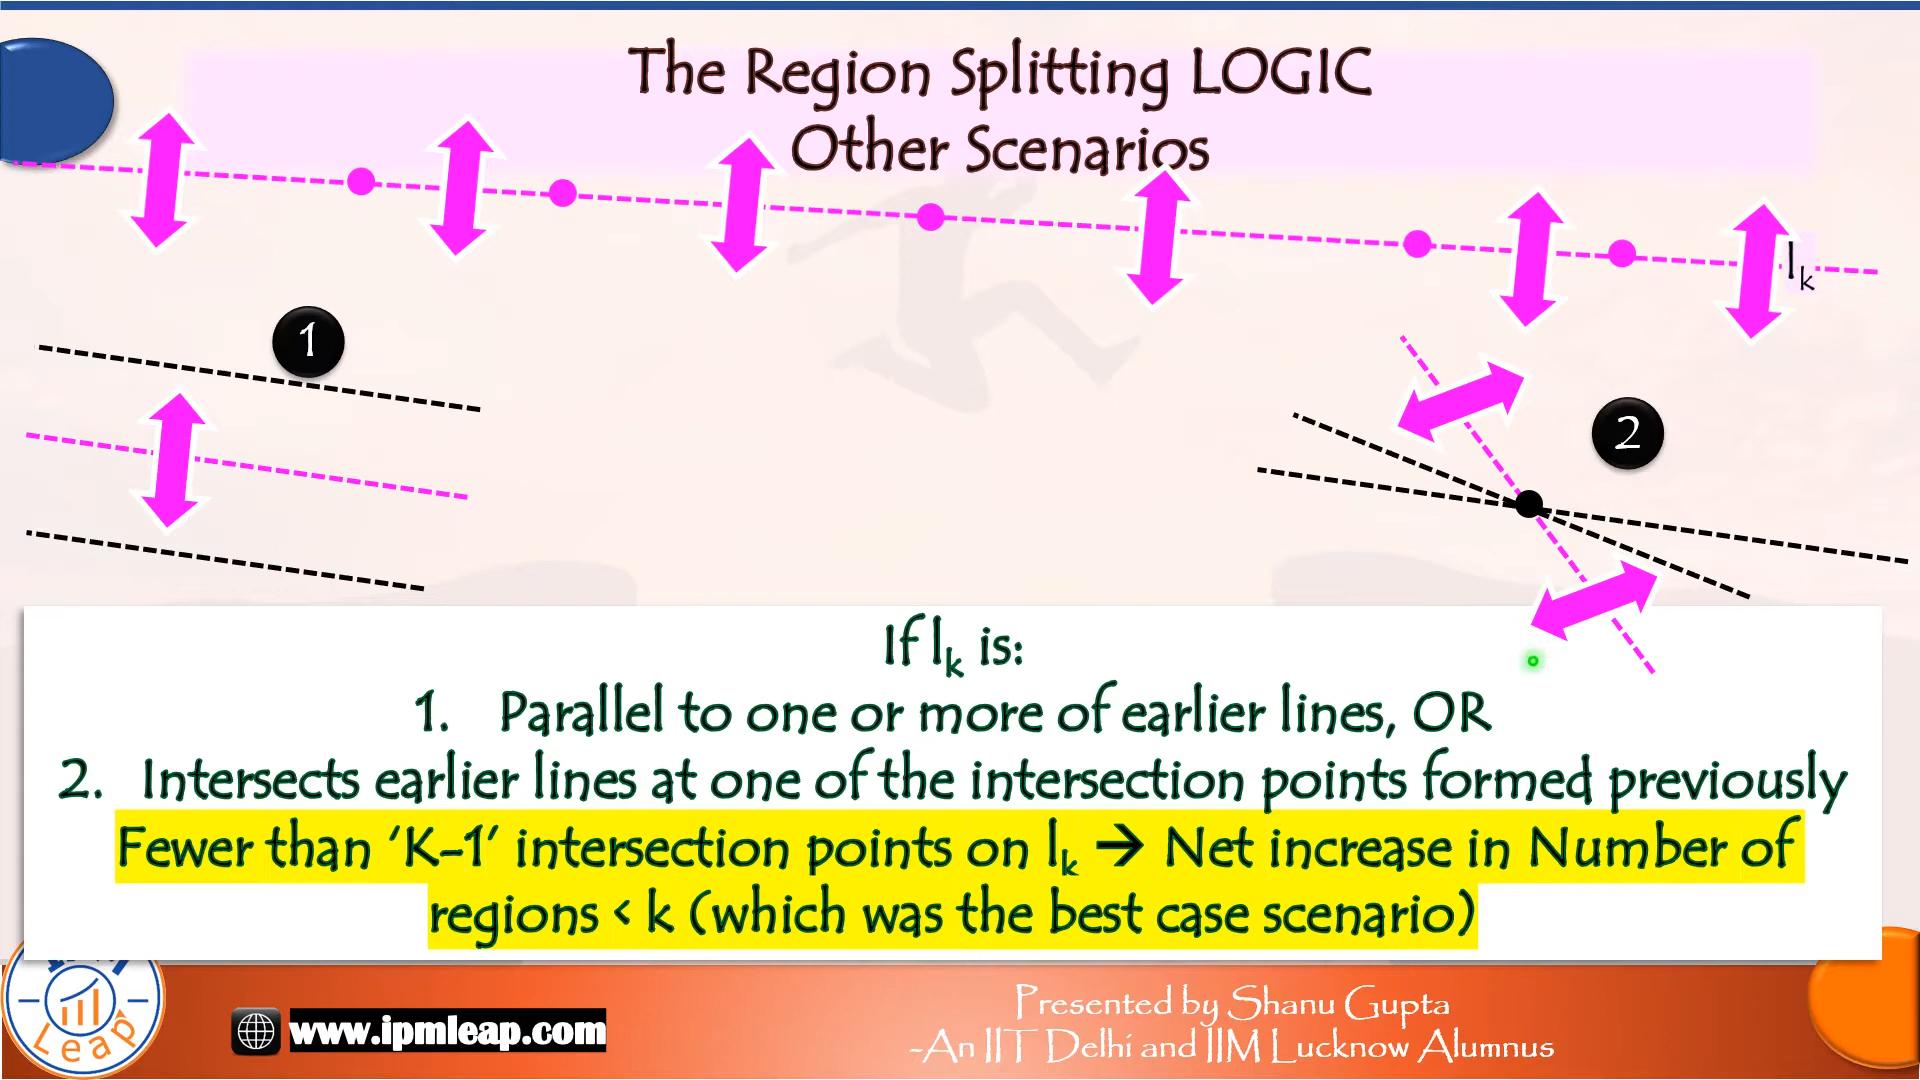 The Region Splitting LOGIC
Other Scenarios
lk
1
2
If lk is:
1. Parallel to one or more of earlier lines, OR
2. Intersects earlier lines at one of the intersection points formed previously
Fewer than ‘K-1’ intersection points on lk → Net increase in Number of
regions < k (which was the best case scenario)
Leap
www.ipmleap.com
Presented by Shanu Gupta
-An IIT Delhi and IIM Lucknow Alumnus